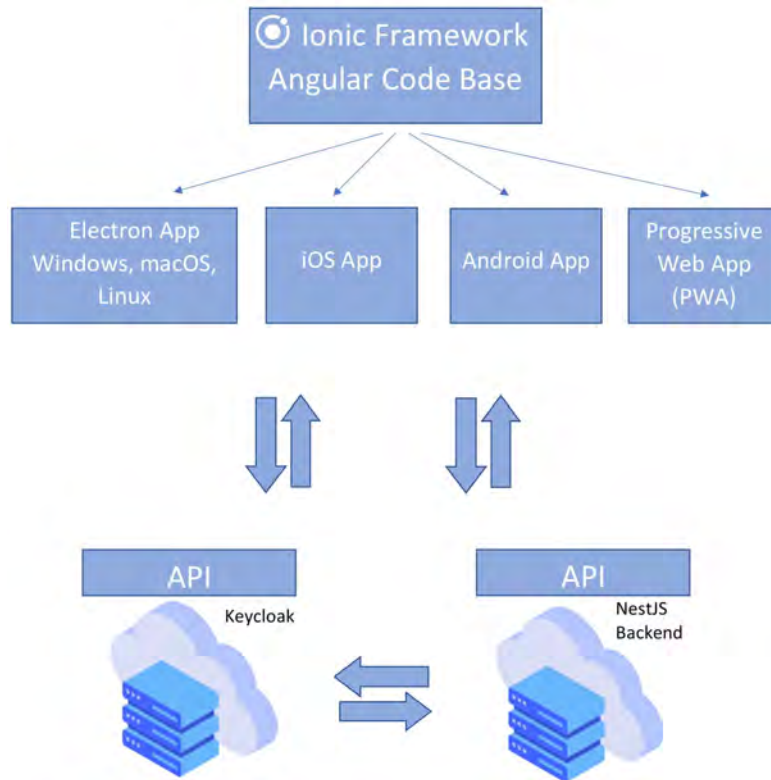 Ionic Framework
Angular Code Base
Electron App
Windows, macOS,
Linux
iOS App
Android App
Progressive
Web App
(PWA)
API
Keycloak
API
NestJS
Backend